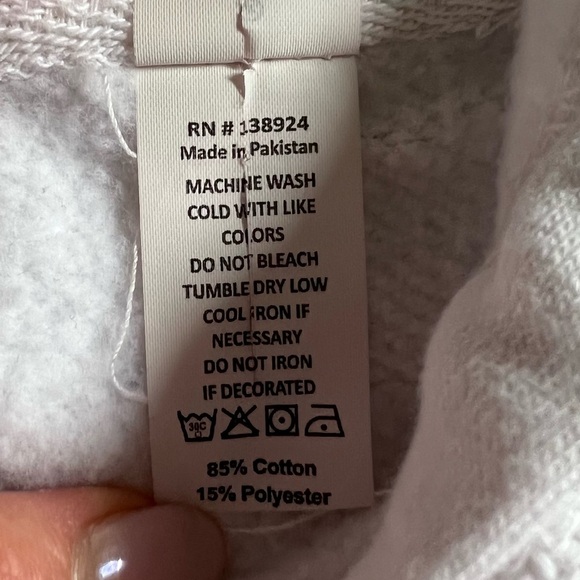 RN # 138924
Made in Pakistan
MACHINE WASH
COLD WITH LIKE
COLORS
DO NOT BLEACH
TUMBLE DRY LOW
COOL IRON IF
NECESSARY
DO NOT IRON
IF DECORATED
30C
85% Cotton
15% Polyester